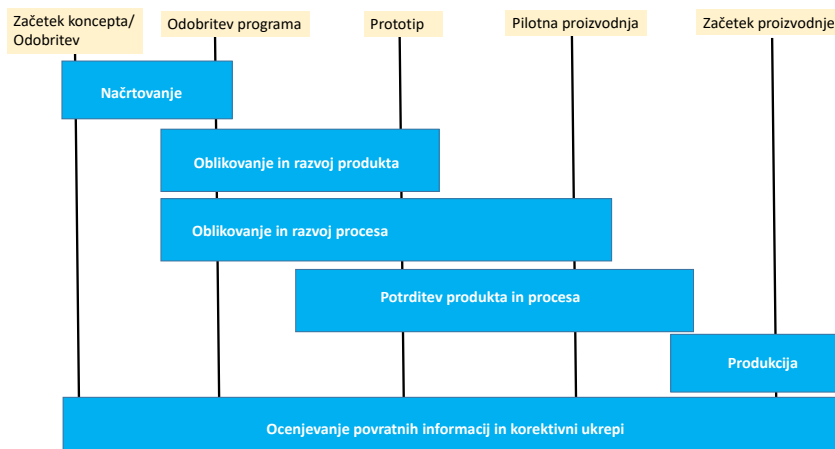 Začetek koncepta/
Odobritev
Odobritev programa
Prototip
Pilotna proizvodnja
Začetek proizvodnje
Načrtovanje
Oblikovanje in razvoj produkta
Oblikovanje in razvoj procesa
Potrditev produkta in procesa
Produkcija
Ocenjevanje povratnih informacij in korektivni ukrepi